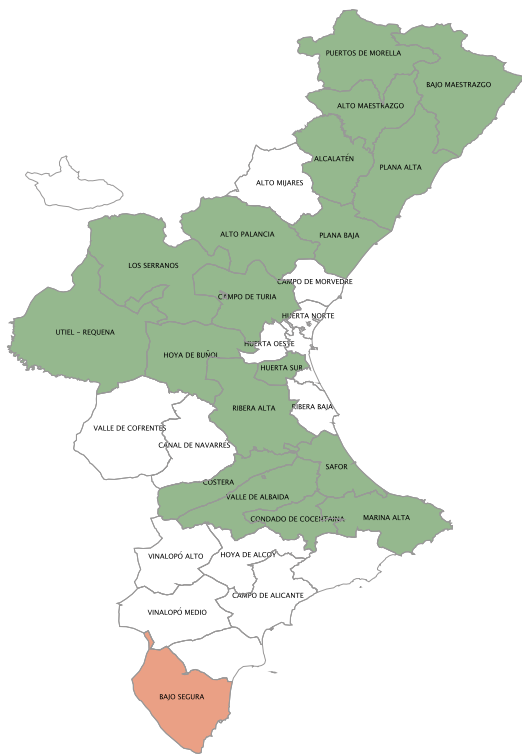 PUERTOS DE MORELLA
BAJO MAESTRAZGO
ALTO MAESTRAZGO
ALCALATÉN
PLANA ALTA
ALTO MIJARES
ALTO PALANCIA
PLANA BAJA
LOS SERRANOS
CAMPO DE MORVEDRE
CAMPO DE TURIA
HUERTA NORTE
UTIEL - REQUENA
HUERTA OESTE
HOYA DE BUÑOL
HUERTA SUR
RIBERA ALTA
RIBERA BAJA
VALLE DE COFRENTES
CANAL DE NAVARRES
SAFOR
COSTERA
VALLE DE ALBAIDA
CONDADO DE COCENTAINA
MARINA ALTA
VINALOPÓ ALTO
HOYA DE ALCOY
CAMPO DE ALICANTE
VINALOPÓ MEDIO
BAJO SEGURA